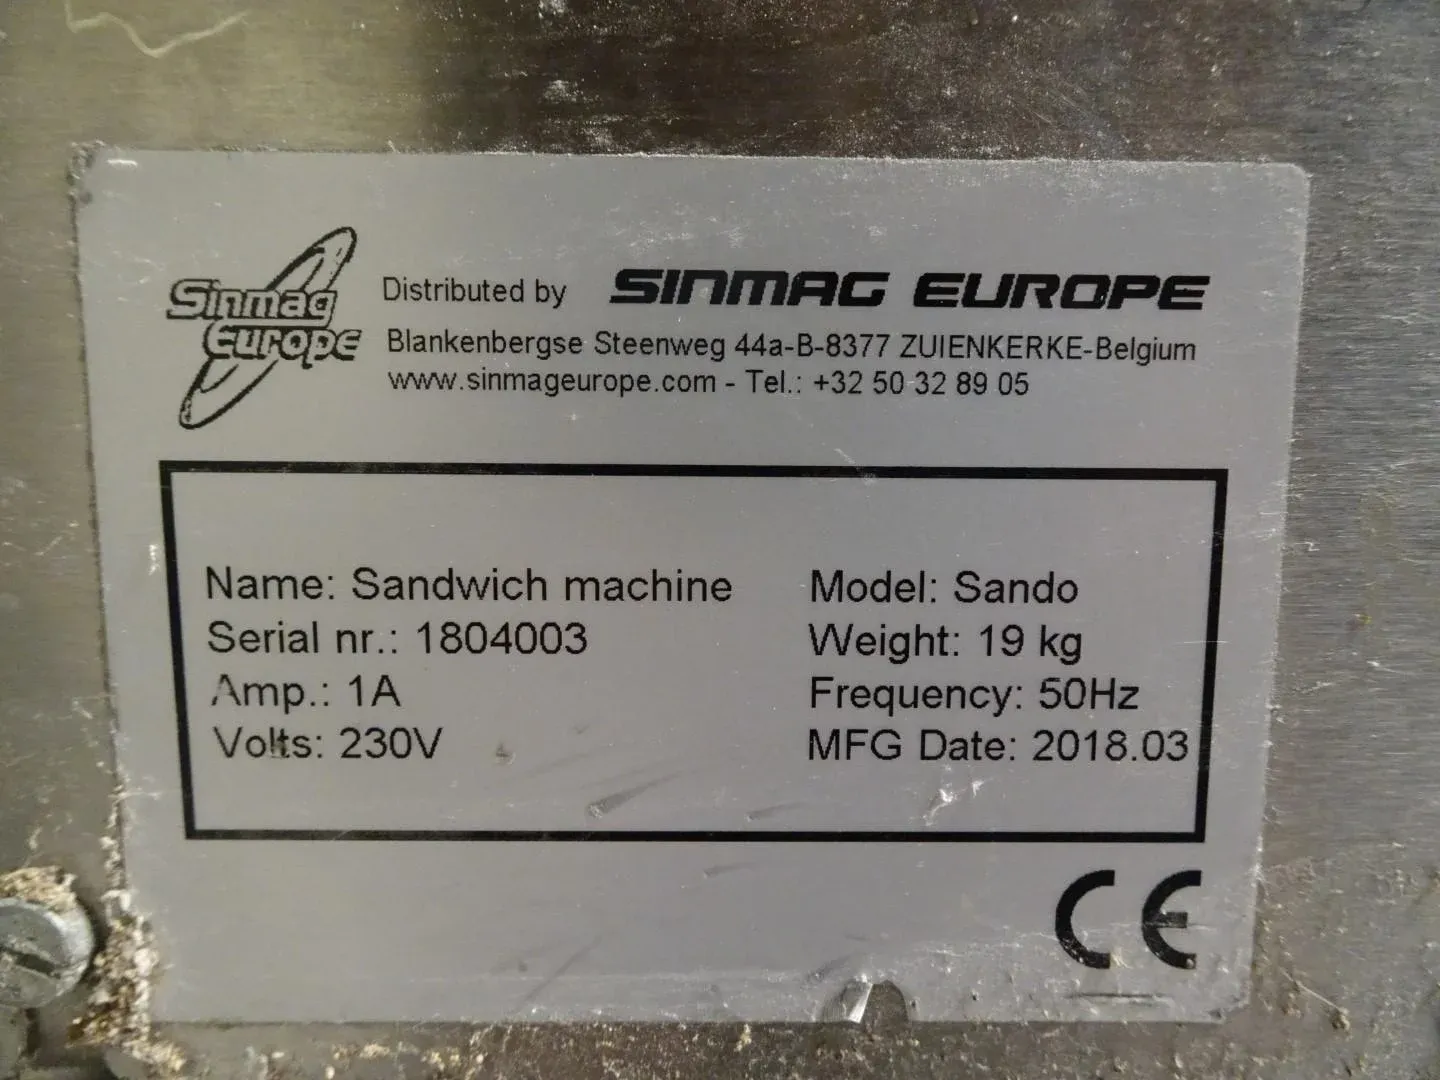 Sinmag
Europe
Distributed by SINMAG EUROPE
Blankenbergse Steenweg 44a-B-8377 ZUIENKERKE-Belgium
www.sinmageurope.com - Tel.: +32 50 32 89 05
Name: Sandwich machine
Model: Sando
Serial nr.: 1804003
Weight: 19 kg
Amp.: 1A
Frequency: 50Hz
Volts: 230V
MFG Date: 2018.03
CE